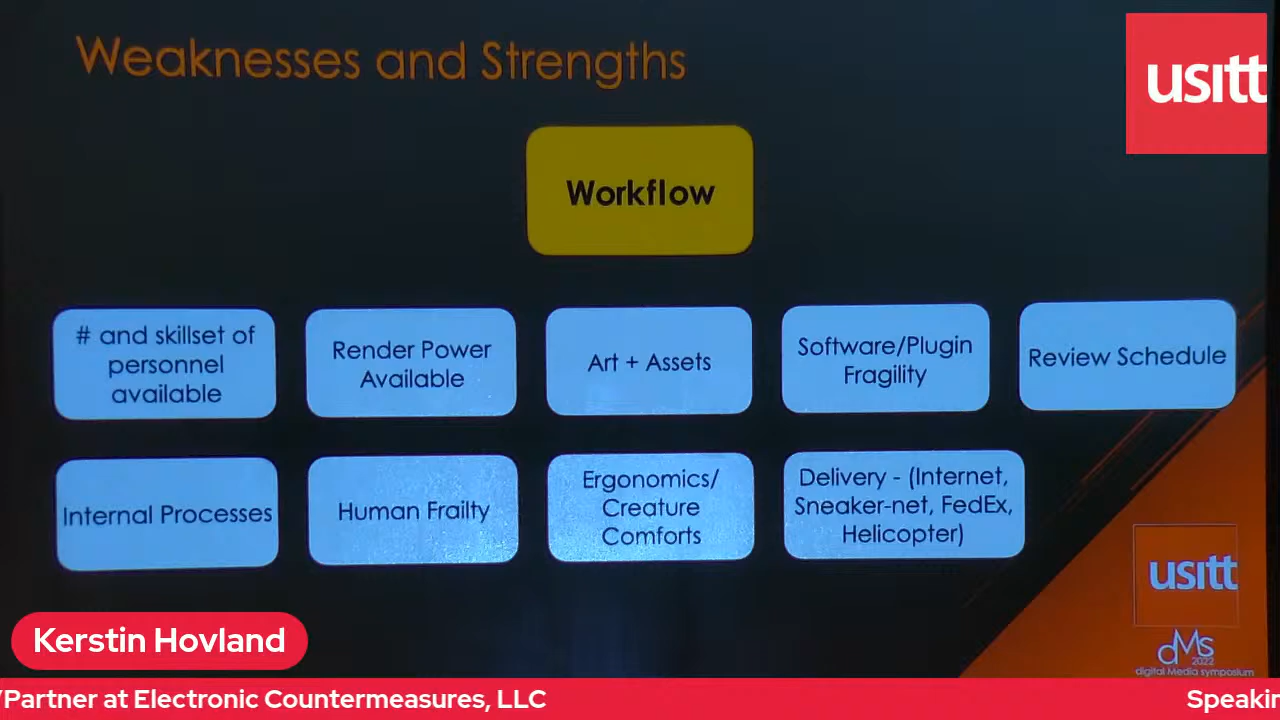 Weaknesses and Strengths
usitt
Workflow
# and skillset of
personnel
available
Render Power
Available
Art + Assets
Software/Plugin
Fragility
Review Schedule
Internal Processes
Human Frailty
Ergonomics/
Creature
Comforts
Delivery - (Internet,
Sneaker-net, FedEx,
Helicopter)
usitt
dMs
2022
digital Media symposium
Kerstin Hovland
/Partner at Electronic Countermeasures, LLC
Speakin